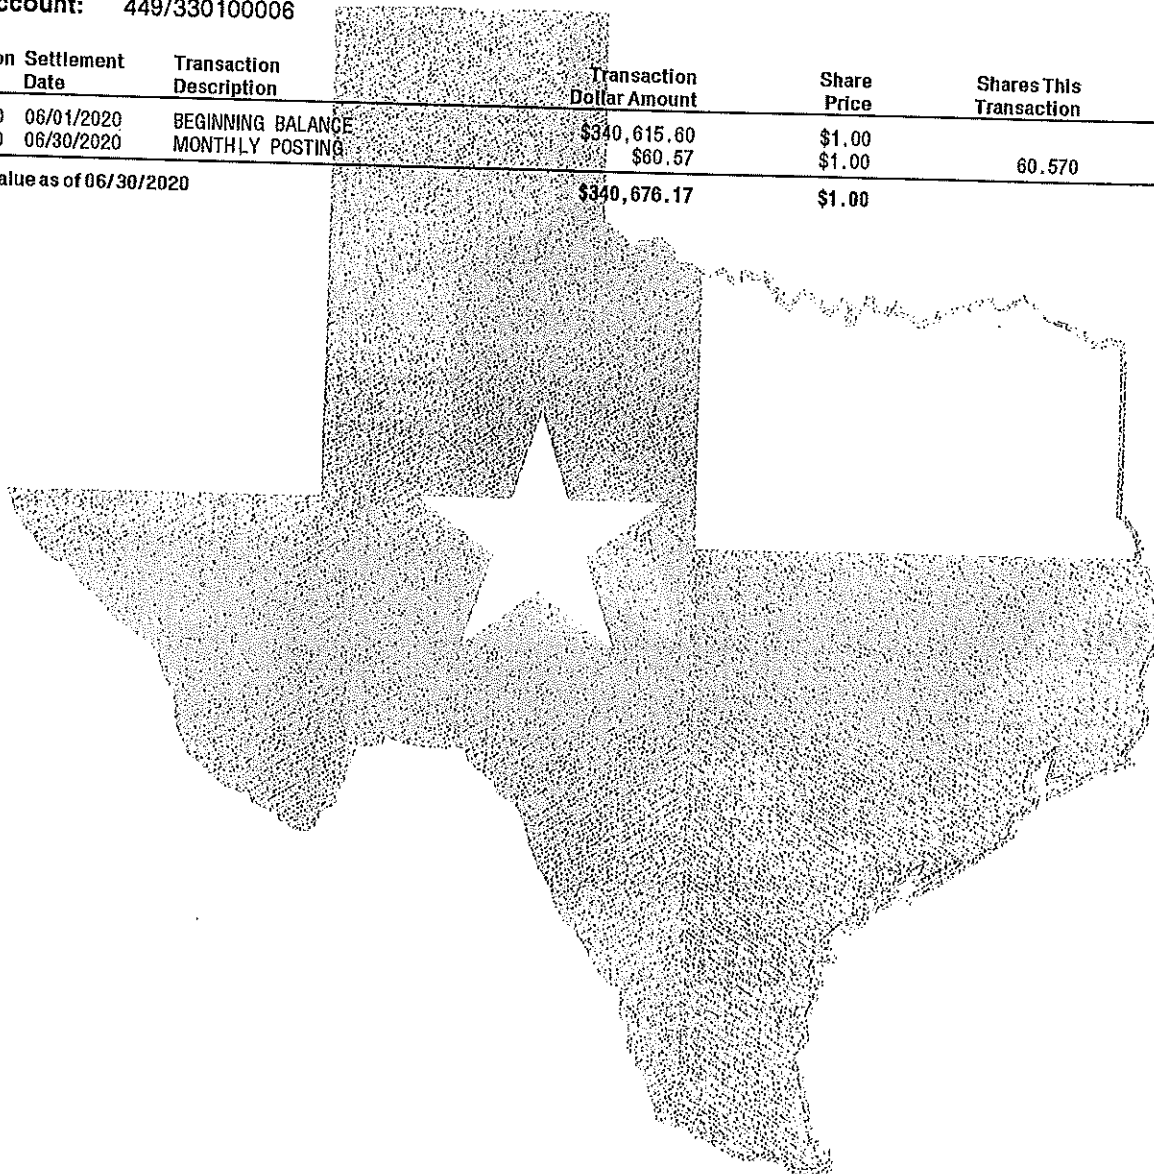 ccount: 449/330100006
on Settlement Transaction Transaction Share Shares This
Date Description Dollar Amount Price Transaction
0 06/01/2020 BEGINNING BALANCE $340,615.60 $1.00
0 06/30/2020 MONTHLY POSTING $60.57 $1.00 60.570
alue as of 06/30/2020 $340,676.17 $1.00